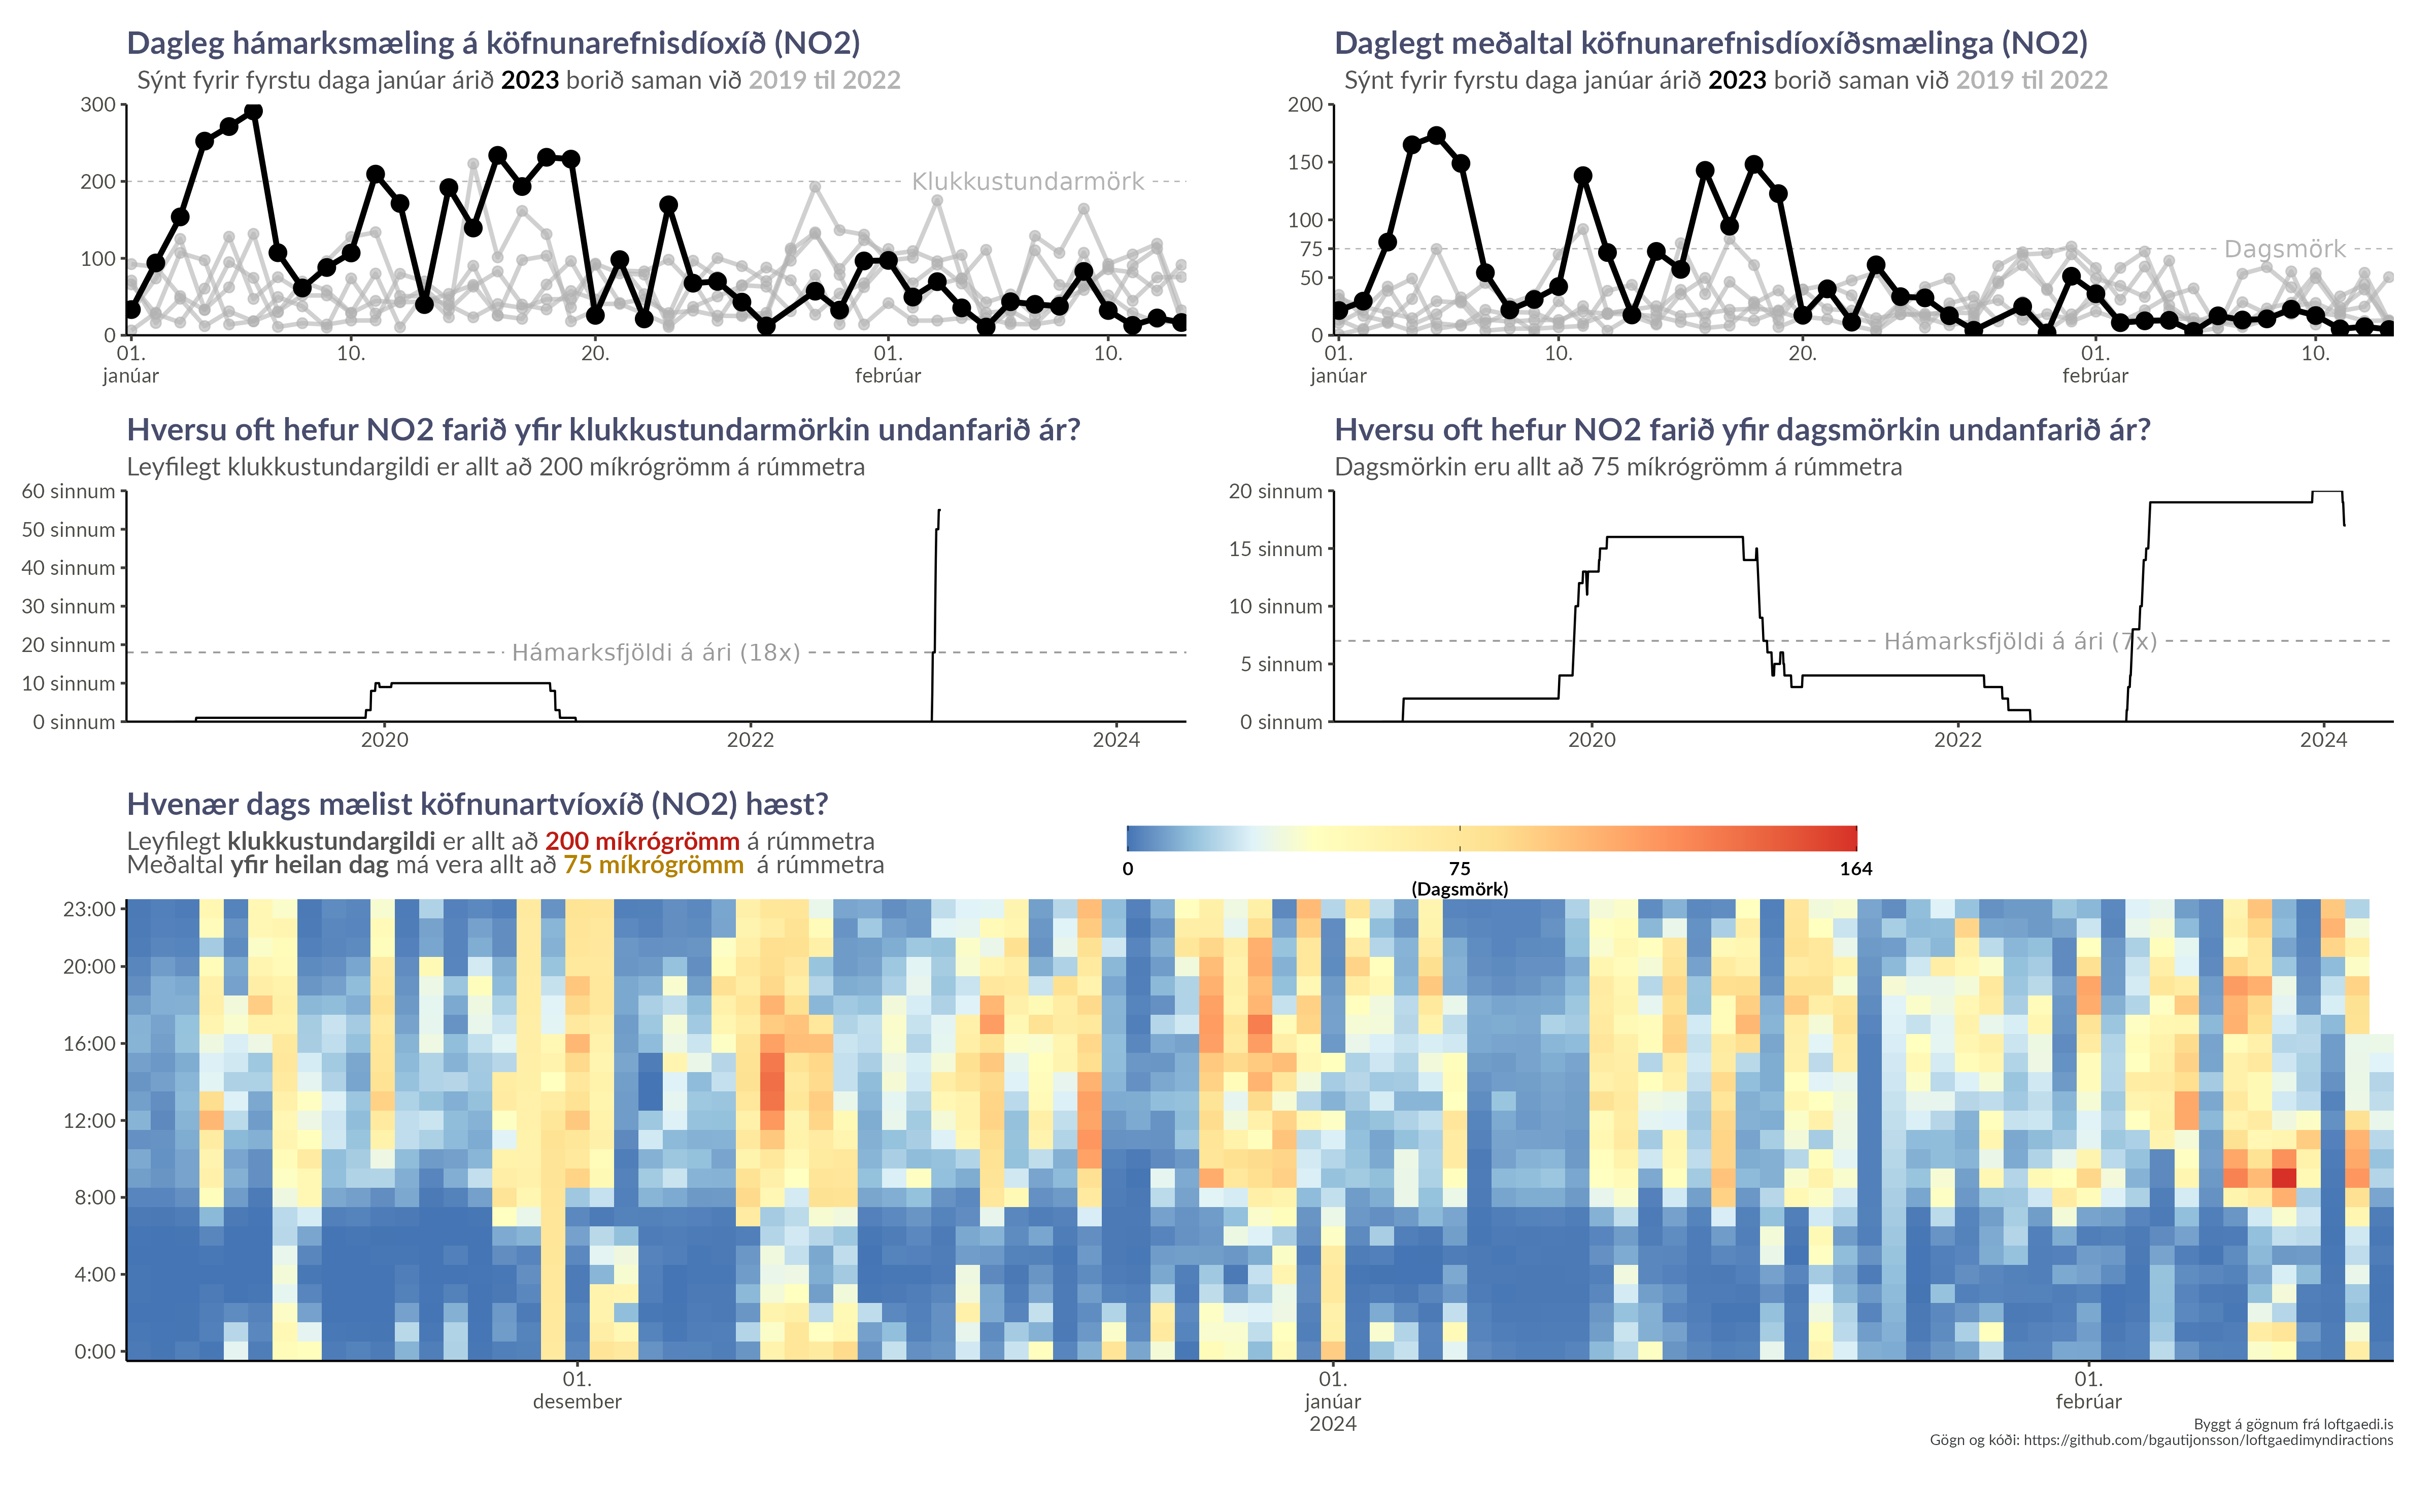 Dagleg hámarksmæling á köfnunarefnisdíoxíð (NO2)
Sýnt fyrir fyrstu daga janúar árið 2023 borið saman við 2019 til 2022
300
200
100
0
Klukkustundarmörk
01.
janúar
10.
20.
01.
febrúar
10.
Daglegt meðaltal köfnunarefnisdíoxíðsmælinga (NO2)
Sýnt fyrir fyrstu daga janúar árið 2023 borið saman við 2019 til 2022
200
150
100
75
50
0
Dagsmörk
01.
janúar
10.
20.
01.
febrúar
10.
Hversu oft hefur NO2 farið yfir klukkustundarmörkin undanfarið ár?
Leyfilegt klukkustundargildi er allt að 200 míkrógrömm á rúmmetra
60 sinnum
50 sinnum
40 sinnum
30 sinnum
20 sinnum
10 sinnum
0 sinnum
Hámarksfjöldi á ári (18x)
2020
2022
2024
Hversu oft hefur NO2 farið yfir dagsmörkin undanfarið ár?
Dagsmörkin eru allt að 75 míkrógrömm á rúmmetra
20 sinnum
15 sinnum
10 sinnum
5 sinnum
0 sinnum
Hámarksfjöldi á ári (7x)
2020
2022
2024
Hvenær dags mælist köfnunartvíoxíð (NO2) hæst?
Leyfilegt klukkustundargildi er allt að 200 míkrógrömm á rúmmetra
Meðaltal yfir heilan dag má vera allt að 75 míkrógrömm á rúmmetra
0
75
(Dagsmörk)
164
23:00
20:00
16:00
12:00
8:00
4:00
0:00
01.
desember
01.
janúar
2024
01.
febrúar
Byggt á gögnum frá loftgaedi.is
Gögn og kóði: https://github.com/bgautijonsson/loftgaedimyndiractions